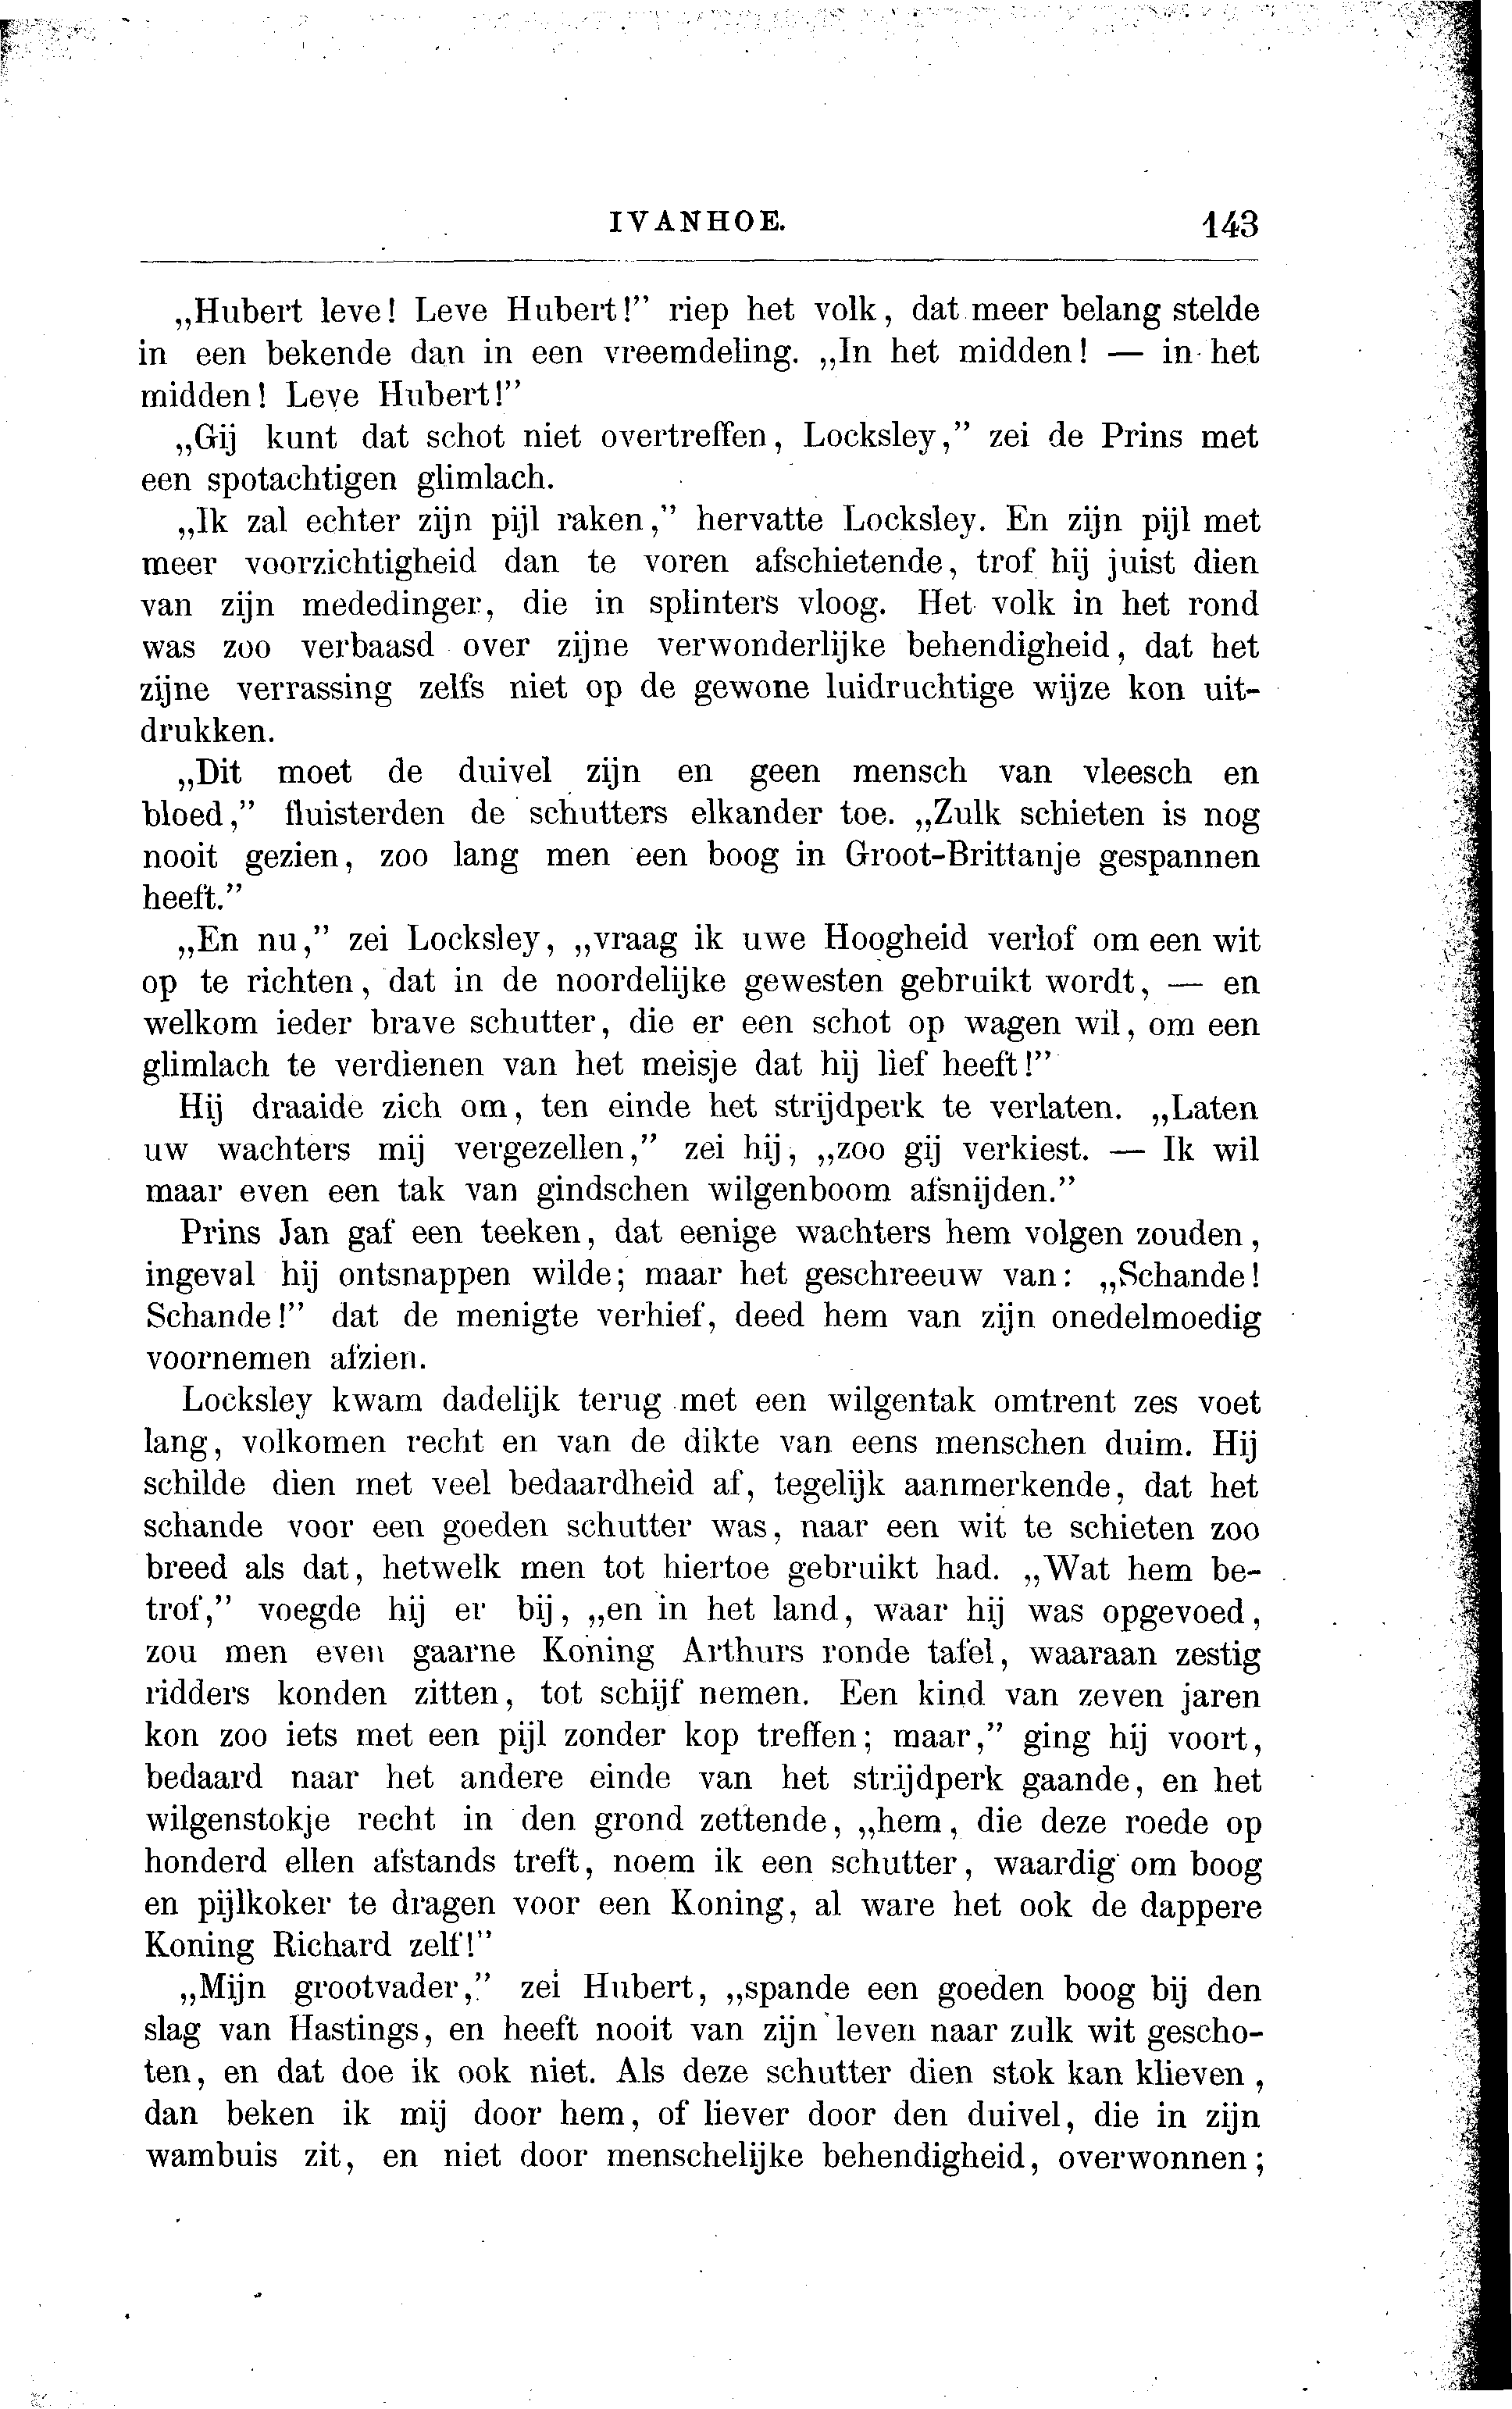 IVANHOE. 143
„Hubert leve! Leve Hubert!” riep het volk, dat meer belang stelde
in een bekende dan in een vreemdeling. „In het midden! — in het
midden! Leve Hubert!”
„Gij kunt dat schot niet overtreffen, Locksley,” zei de Prins met
een spotachtigen glimlach.
„Ik zal echter zijn pijl raken,” hervatte Locksley. En zijn pijl met
meer voorzichtigheid dan te voren afschietende, trof hij juist dien
van zijn mededinger, die in splinters vloog. Het volk in het rond
was zoo verbaasd over zijne verwonderlijke behendigheid, dat het
zijne verrassing zelfs niet op de gewone luidruchtige wijze kon uit-
drukken.
„Dit moet de duivel zijn en geen mensch van vleesch en
bloed,” fluisterden de schutters elkander toe. „Zulk schieten is nog
nooit gezien, zoo lang men een boog in Groot-Brittanje gespannen
heeft.”
„En nu,” zei Locksley, „vraag ik uwe Hoogheid verlof om een wit
op te richten, dat in de noordelijke gewesten gebruikt wordt, — en
welkom ieder brave schutter, die er een schot op wagen wil, om een
glimlach te verdienen van het meisje dat hij lief heeft!”
Hij draaide zich om, ten einde het strijdperk te verlaten. „Laten
uw wachters mij vergezellen,” zei hij, „zoo gij verkiest. — Ik wil
maar even een tak van gindschen wilgenboom afsnijden.”
Prins Jan gaf een teeken, dat eenige wachters hem volgen zouden,
ingeval hij ontsnappen wilde; maar het geschreeuw van: „Schande!
Schande!” dat de menigte verhief, deed hem van zijn onedelmoedig
voornemen afzien.
Locksley kwam dadelijk terug met een wilgentak omtrent zes voet
lang, volkomen recht en van de dikte van eens menschen duim. Hij
schilde dien met veel bedaardheid af, tegelijk aanmerkende, dat het
schande voor een goeden schutter was, naar een wit te schieten zoo
breed als dat, hetwelk men tot hiertoe gebruikt had. „Wat hem be-
trof,” voegde hij er bij, „en in het land, waar hij was opgevoed,
zou men even gaarne Koning Arthurs ronde tafel, waaraan zestig
ridders konden zitten, tot schijf nemen. Een kind van zeven jaren
kon zoo iets met een pijl zonder kop treffen; maar,” ging hij voort,
bedaard naar het andere einde van het strijdperk gaande, en het
wilgenstokje recht in den grond zettende, „hem, die deze roede op
honderd ellen afstands treft, noem ik een schutter, waardig om boog
en pijlkoker te dragen voor een Koning, al ware het ook de dappere
Koning Richard zelf!”
„Mijn grootvader,” zei Hubert, „spande een goeden boog bij den
slag van Hastings, en heeft nooit van zijn leven naar zulk wit gescho-
ten, en dat doe ik ook niet. Als deze schutter dien stok kan klieven,
dan beken ik mij door hem, of liever door den duivel, die in zijn
wambuis zit, en niet door menschelijke behendigheid, overwonnen;